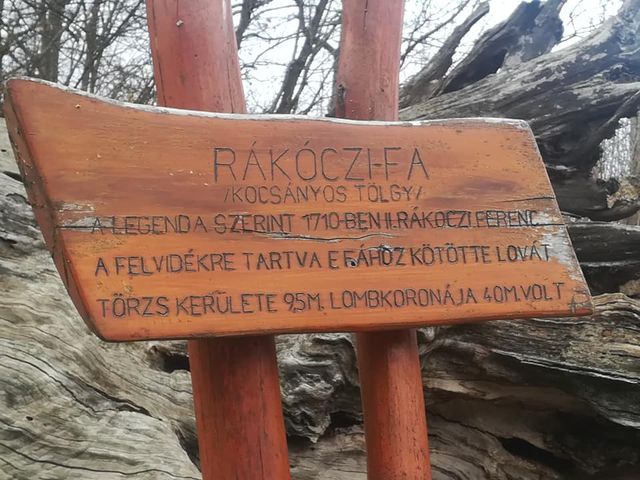 RÁKÓCZI-FA
/KOCSÁNYOS TÖLGY/
A LEGENDA SZERINT 1710-BEN II. RÁKÓCZI FERENC
A FELVIDÉKRE TARTVA E FÁHOZ KÖTÖTTE LOVÁT
TÖRZS KERÜLETE 9,5M. LOMBKORONÁJA 40M. VOLT